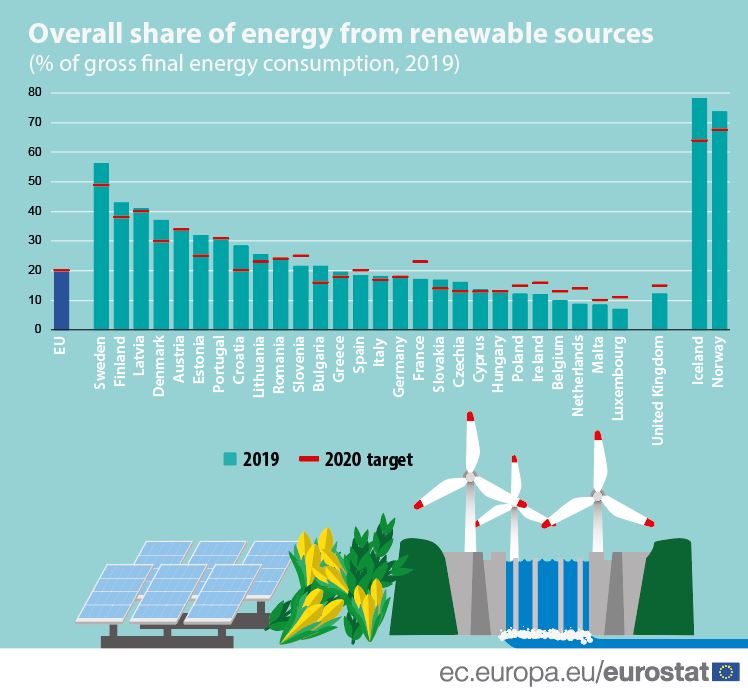 Overall share of energy from renewable sources
(% of gross final energy consumption, 2019)
80
70
60
50
40
30
20
10
0
EU
Sweden
Finland
Latvia
Denmark
Austria
Estonia
Portugal
Croatia
Lithuania
Romania
Slovenia
Bulgaria
Greece
Spain
Italy
Germany
France
Slovakia
Czechia
Cyprus
Hungary
Poland
Ireland
Belgium
Netherlands
Malta
Luxembourg
United Kingdom
Iceland
Norway
2019 2020 target
ec.europa.eu/eurostat